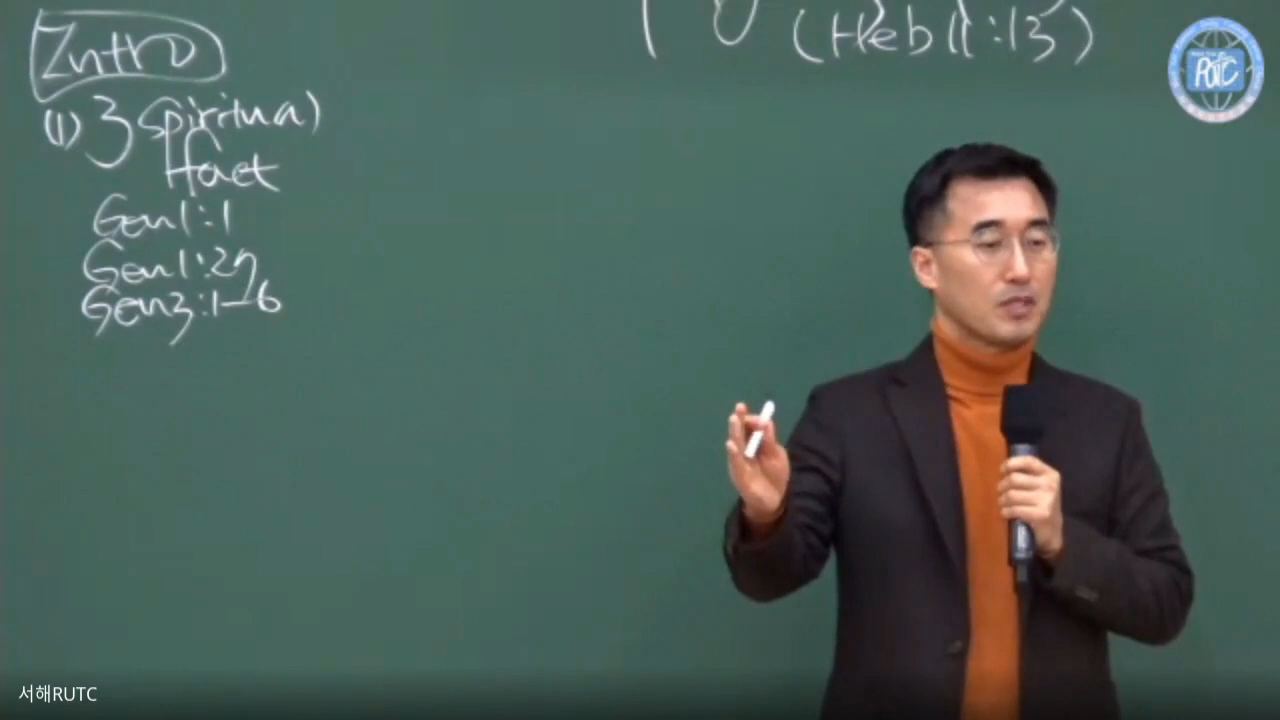 Intro
(Heb 11:13)
(1) 3 Spiritual
fact
Gen 1:1
Gen 1:27
Gen 3:1-6
RUTC
서해RUTC